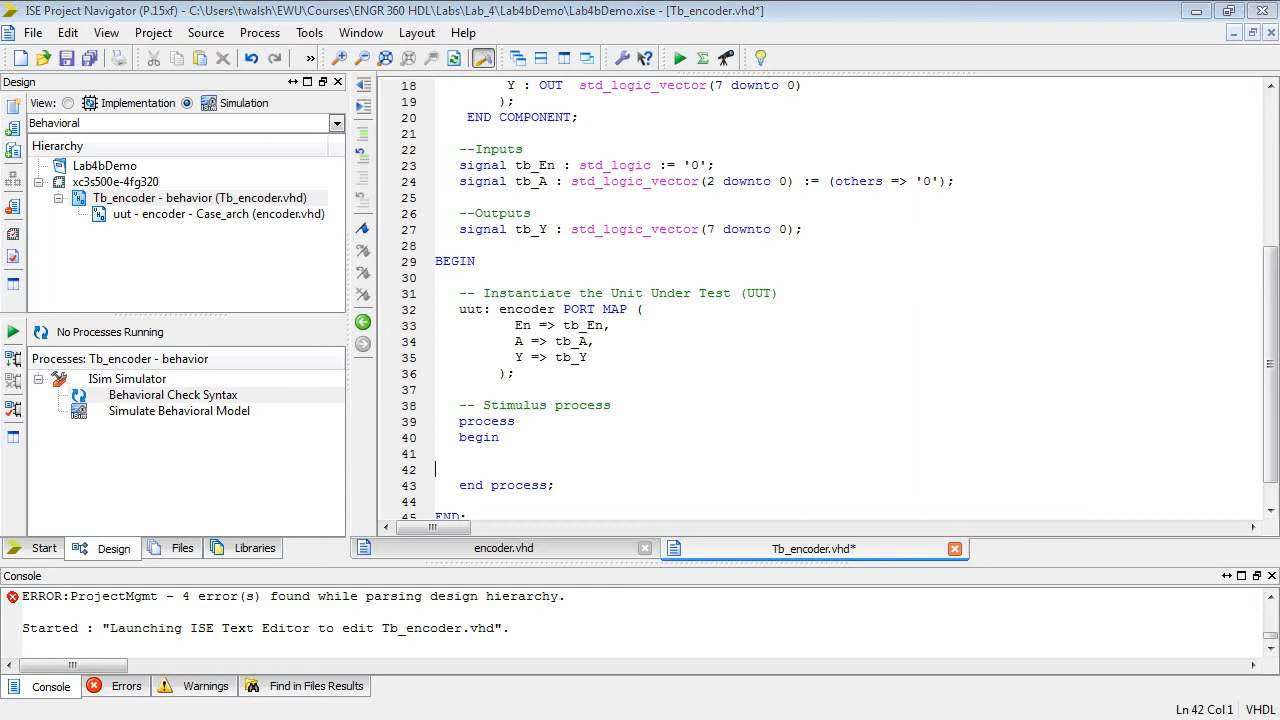 ISE Project Navigator (P.15xf) - C:\Users\twalsh\EWU\Courses\ENGR 360 HDL\Labs\Lab_4\Lab4bDemo\Lab4bDemo.xise - [Tb_encoder.vhd*]
File Edit View Project Source Process Tools Window Layout Help
»
Design
View: Implementation Simulation
Behavioral
Hierarchy
Lab4bDemo
xc3s500e-4fg320
Tb_encoder - behavior (Tb_encoder.vhd)
uut - encoder - Case_arch (encoder.vhd)
No Processes Running
Processes: Tb_encoder - behavior
ISim Simulator
Behavioral Check Syntax
Simulate Behavioral Model
Start Design Files Libraries
18 Y : OUT std_logic_vector(7 downto 0)
19 );
20 END COMPONENT;
21
22 --Inputs
23 signal tb_En : std_logic := '0';
24 signal tb_A : std_logic_vector(2 downto 0) := (others => '0');
25
26 --Outputs
27 signal tb_Y : std_logic_vector(7 downto 0);
28
29 BEGIN
30
31 -- Instantiate the Unit Under Test (UUT)
32 uut: encoder PORT MAP (
33 En => tb_En,
34 A => tb_A,
35 Y => tb_Y
36 );
37
38 -- Stimulus process
39 process
40 begin
41
42
43 end process;
44
45 END;
encoder.vhd Tb_encoder.vhd*
Console
ERROR:ProjectMgmt - 4 error(s) found while parsing design hierarchy.
Started : "Launching ISE Text Editor to edit Tb_encoder.vhd".
Console Errors Warnings Find in Files Results
Ln 42 Col 1 VHDL